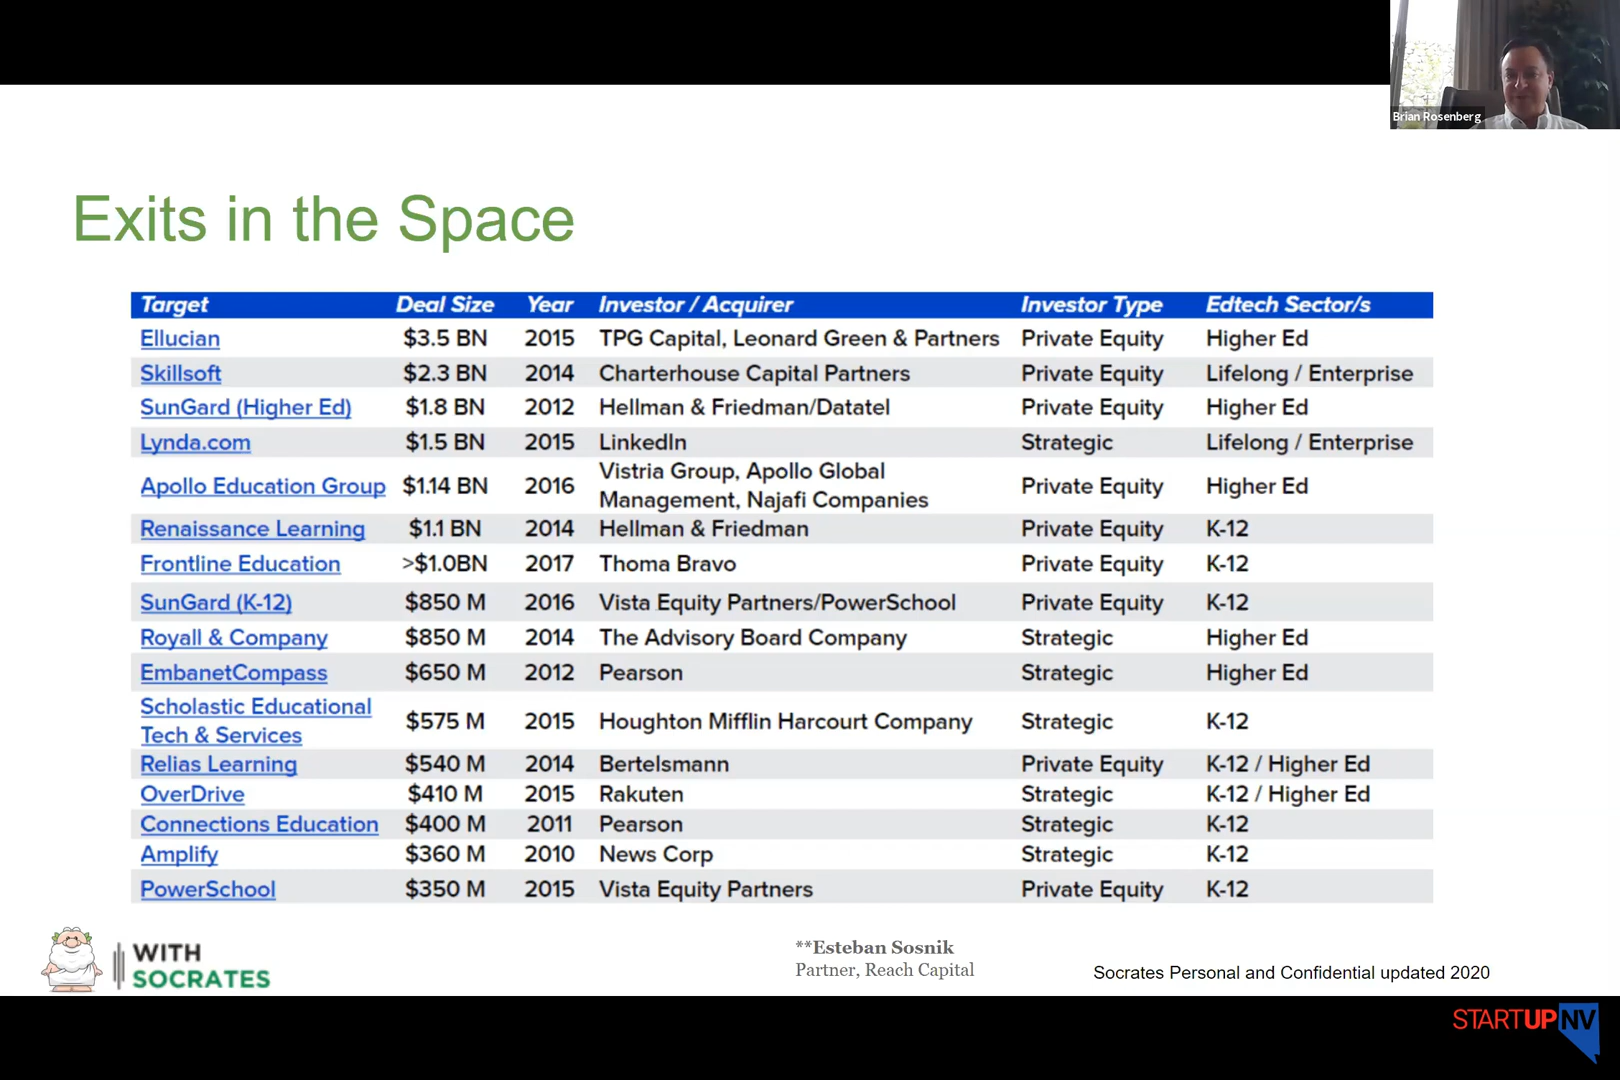 Brian Rosenberg
Exits in the Space
Target Deal Size Year Investor / Acquirer Investor Type Edtech Sector/s
Ellucian $3.5 BN 2015 TPG Capital, Leonard Green & Partners Private Equity Higher Ed
Skillsoft $2.3 BN 2014 Charterhouse Capital Partners Private Equity Lifelong / Enterprise
SunGard (Higher Ed) $1.8 BN 2012 Hellman & Friedman/Datatel Private Equity Higher Ed
Lynda.com $1.5 BN 2015 LinkedIn Strategic Lifelong / Enterprise
Apollo Education Group $1.14 BN 2016 Vistria Group, Apollo Global
Management, Najafi Companies Private Equity Higher Ed
Renaissance Learning $1.1 BN 2014 Hellman & Friedman Private Equity K-12
Frontline Education >$1.0BN 2017 Thoma Bravo Private Equity K-12
SunGard (K-12) $850 M 2016 Vista Equity Partners/PowerSchool Private Equity K-12
Royall & Company $850 M 2014 The Advisory Board Company Strategic Higher Ed
EmbanetCompass $650 M 2012 Pearson Strategic Higher Ed
Scholastic Educational
Tech & Services $575 M 2015 Houghton Mifflin Harcourt Company Strategic K-12
Relias Learning $540 M 2014 Bertelsmann Private Equity K-12 / Higher Ed
OverDrive $410 M 2015 Rakuten Strategic K-12 / Higher Ed
Connections Education $400 M 2011 Pearson Strategic K-12
Amplify $360 M 2010 News Corp Strategic K-12
PowerSchool $350 M 2015 Vista Equity Partners Private Equity K-12
WITH
SOCRATES
**Esteban Sosnik
Partner, Reach Capital
Socrates Personal and Confidential updated 2020
STARTUPNV